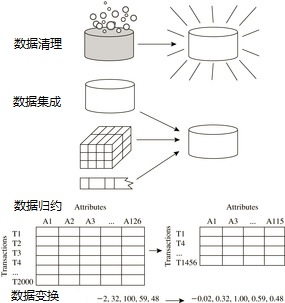 数据清理
数据集成
数据归约
Attributes
Attributes
A1 A2 A3 ... A126
A1 A3 ... A115
Transactions
T1
T2
T3
T4
...
T2000
Transactions
T1
T4
...
T1456
数据变换
−2, 32, 100, 59, 48
−0.02, 0.32, 1.00, 0.59, 0.48